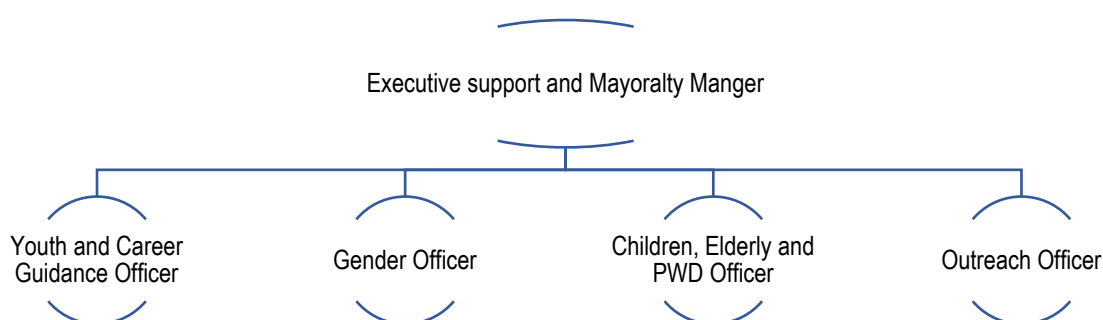 Executive support and Mayoralty Manger
Youth and Career
Guidance Officer
Gender Officer
Children, Elderly and
PWD Officer
Outreach Officer